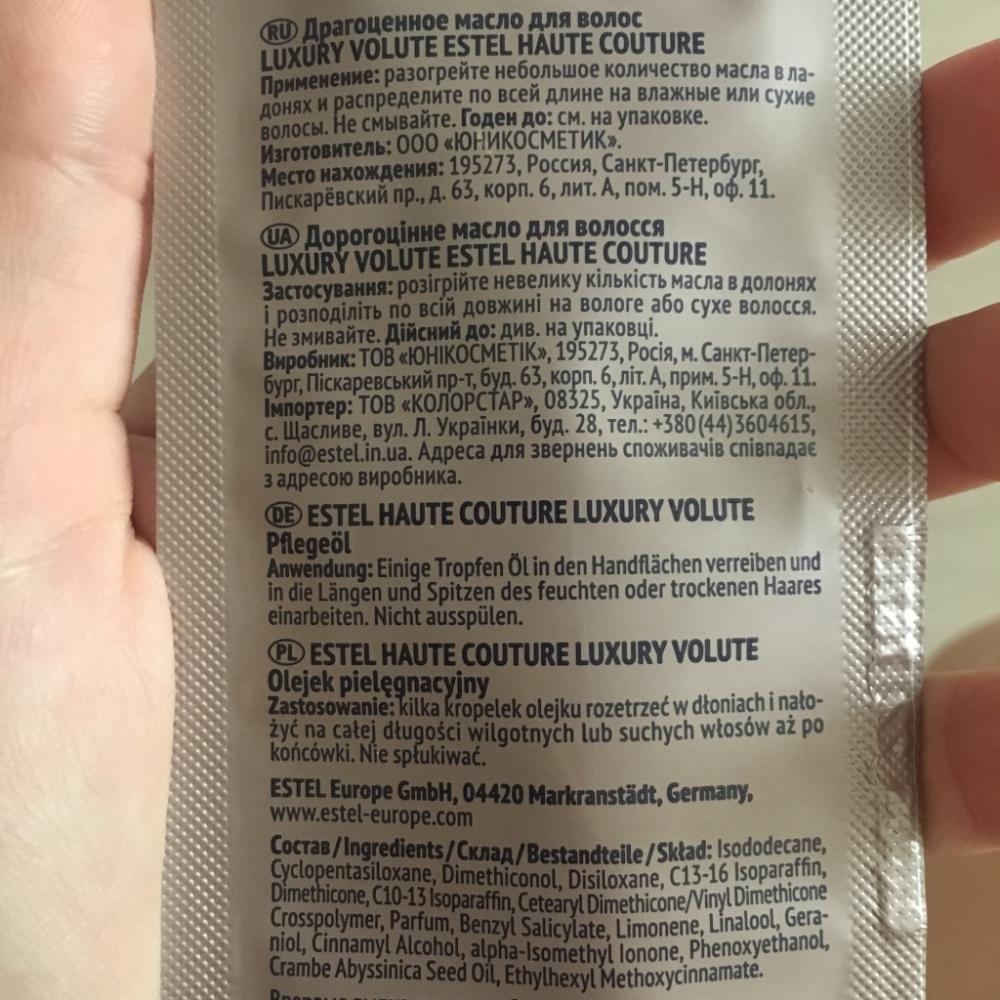 RU Драгоценное масло для волос
LUXURY VOLUTE ESTEL HAUTE COUTURE
Применение: разогрейте небольшое количество масла в ла-
донях и распределите по всей длине на влажные или сухие
волосы. Не смывайте. Годен до: см. на упаковке.
Изготовитель: ООО «ЮНИКОСМЕТИК».
Место нахождения: 195273, Россия, Санкт-Петербург,
Пискарёвский пр., д. 63, корп. 6, лит. А, пом. 5-Н, оф. 11.
UA Дорогоцінне масло для волосся
LUXURY VOLUTE ESTEL HAUTE COUTURE
Застосування: розігрійте невелику кількість масла в долонях
і розподіліть по всій довжині на вологе або сухе волосся.
Не змивайте. Дійсний до: див. на упаковці.
Виробник: ТОВ «ЮНІКОСМЕТІК», 195273, Росія, м. Санкт-Петер-
бург, Піскаревський пр-т, буд. 63, корп. 6, літ. А, прим. 5-Н, оф. 11.
Імпортер: ТОВ «КОЛОРСТАР», 08325, Україна, Київська обл.,
с. Щасливе, вул. Л. Українки, буд. 28, тел.: +380(44)3604615,
info@estel.in.ua. Адреса для звернень споживачів співпадає
з адресою виробника.
DE ESTEL HAUTE COUTURE LUXURY VOLUTE
Pflegeöl
Anwendung: Einige Tropfen Öl in den Handflächen verreiben und
in die Längen und Spitzen des feuchten oder trockenen Haares
einarbeiten. Nicht ausspülen.
PL ESTEL HAUTE COUTURE LUXURY VOLUTE
Olejek pielęgnacyjny
Zastosowanie: kilka kropelek olejku rozetrzeć w dłoniach i nało-
żyć na całej długości wilgotnych lub suchych włosów aż po
końcówki. Nie spłukiwać.
ESTEL Europe GmbH, 04420 Markranstädt, Germany,
www.estel-europe.com
Состав/Ingredients/Склад/Bestandteile/Skład: Isododecane,
Cyclopentasiloxane, Dimethiconol, Disiloxane, C13-16 Isoparaffin,
Dimethicone, C10-13 Isoparaffin, Cetearyl Dimethicone/Vinyl Dimethicone
Crosspolymer, Parfum, Benzyl Salicylate, Limonene, Linalool, Gera-
niol, Cinnamyl Alcohol, alpha-Isomethyl Ionone, Phenoxyethanol,
Crambe Abyssinica Seed Oil, Ethylhexyl Methoxycinnamate.